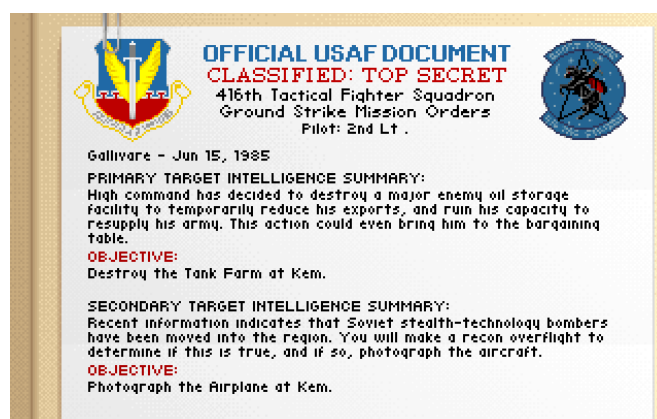 OFFICIAL USAF DOCUMENT
CLASSIFIED: TOP SECRET
416th Tactical Fighter Squadron
Ground Strike Mission Orders
Pilot: 2nd Lt .
Gallivare - Jun 15, 1985
PRIMARY TARGET INTELLIGENCE SUMMARY:
High command has decided to destroy a major enemy oil storage
facility to temporarily reduce his exports, and ruin his capacity to
resupply his army. This action could even bring him to the bargaining
table.
OBJECTIVE:
Destroy the Tank Farm at Kem.
SECONDARY TARGET INTELLIGENCE SUMMARY:
Recent information indicates that Soviet stealth-technology bombers
have been moved into the region. You will make a recon overflight to
determine if this is true, and if so, photograph the aircraft.
OBJECTIVE:
Photograph the Airplane at Kem.